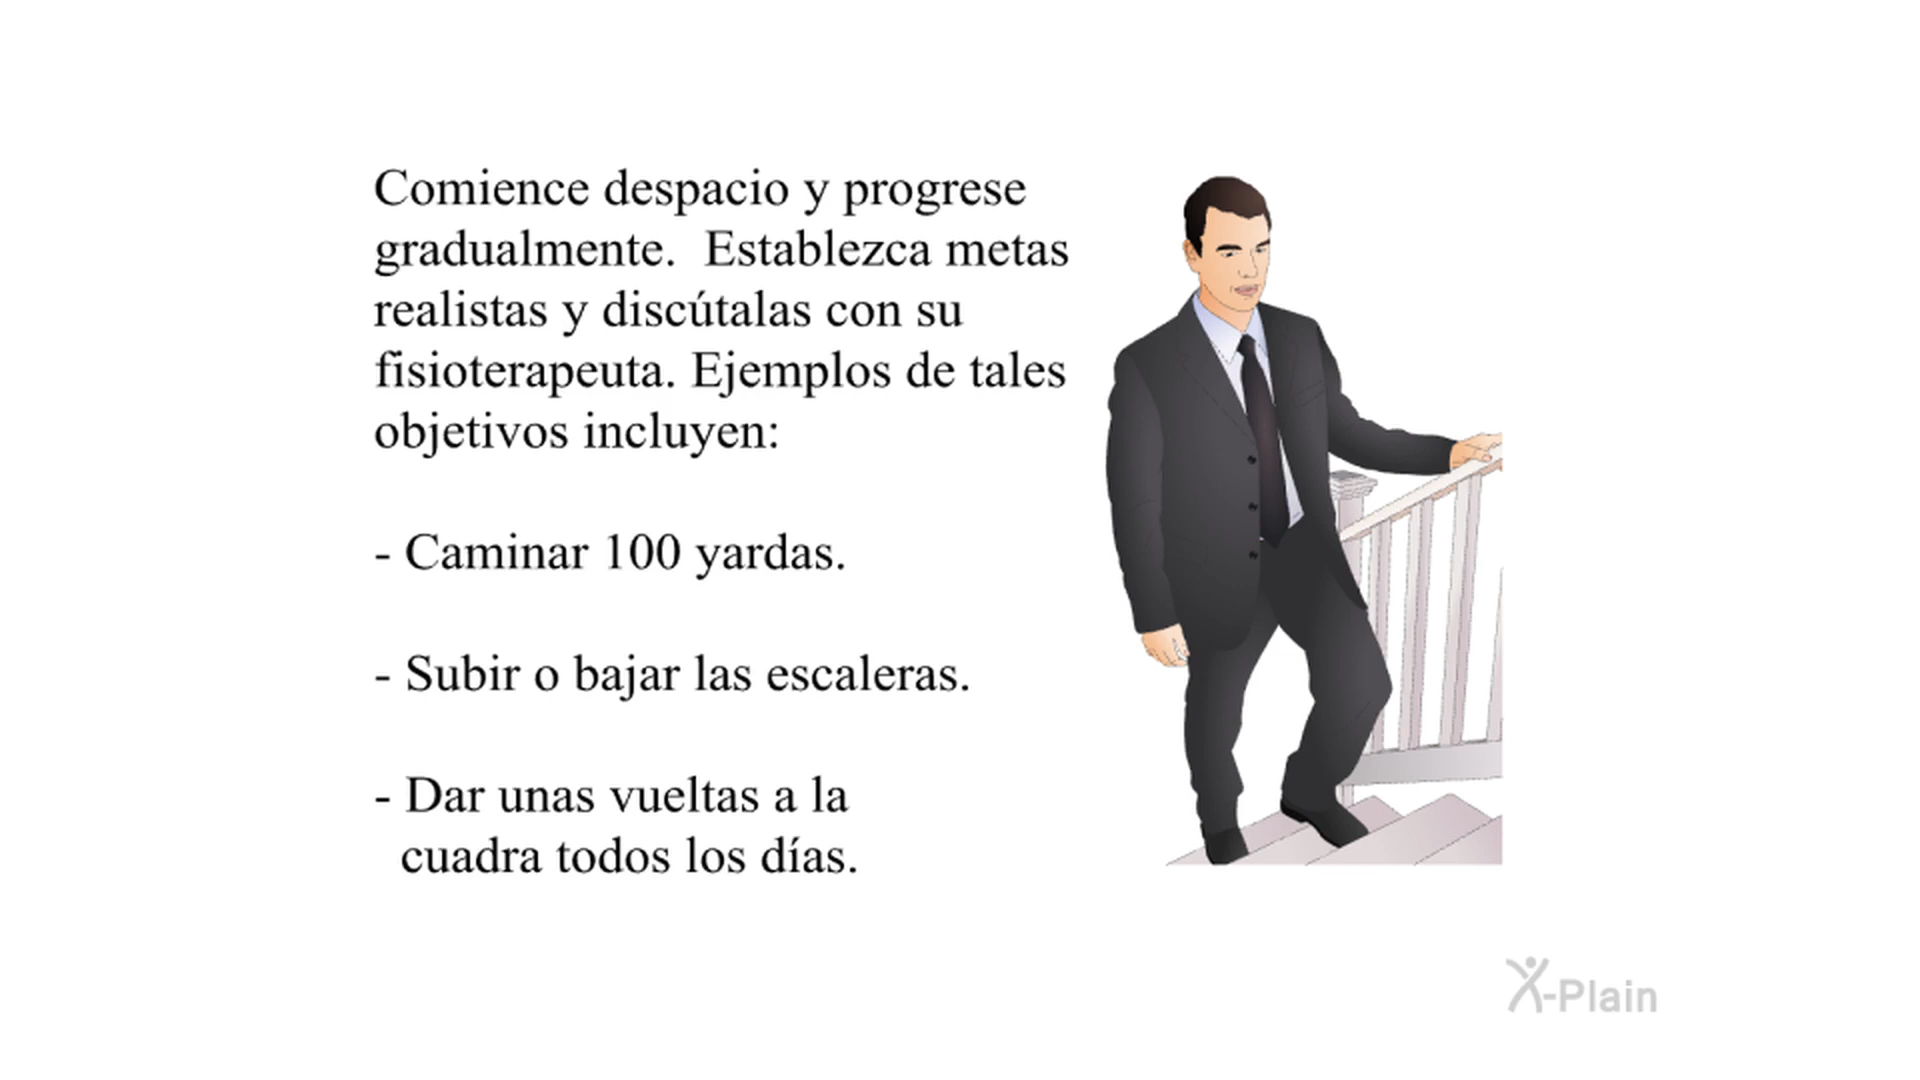 Comience despacio y progrese
gradualmente.  Establezca metas
realistas y discútalas con su
fisioterapeuta. Ejemplos de tales
objetivos incluyen:
- Caminar 100 yardas.
- Subir o bajar las escaleras.
- Dar unas vueltas a la
cuadra todos los días.
X-Plain